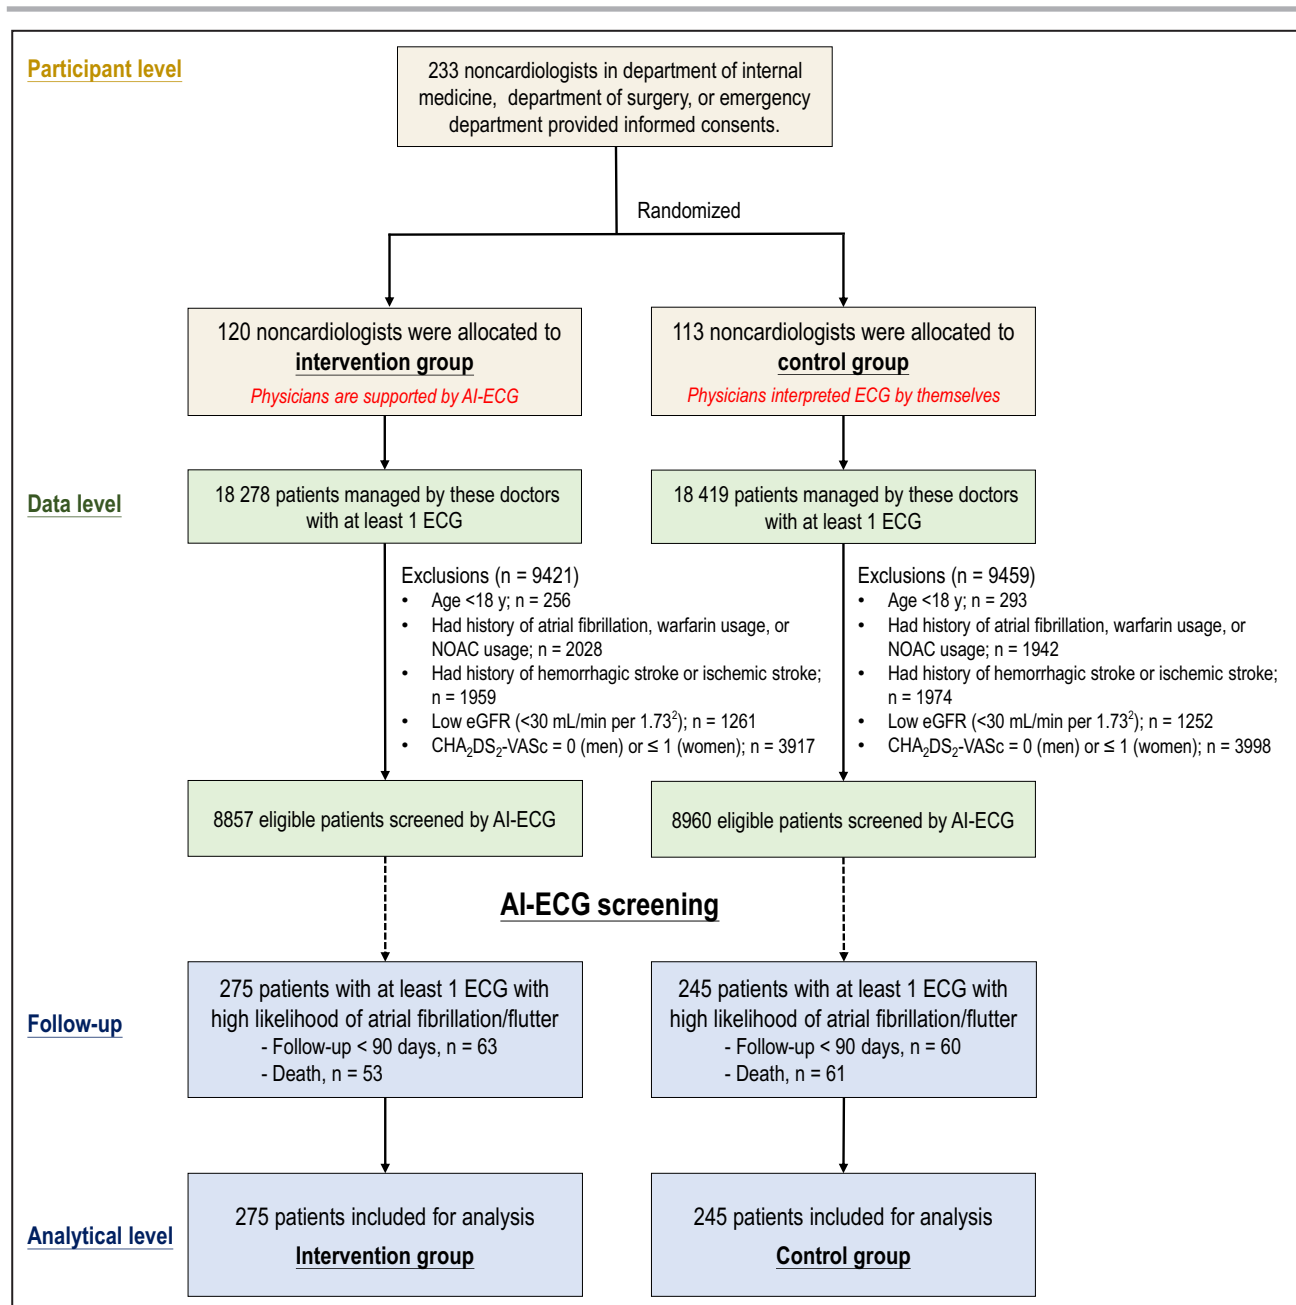 Participant level
233 noncardiologists in department of internal
medicine, department of surgery, or emergency
department provided informed consents.
Randomized
120 noncardiologists were allocated to
intervention group
Physicians are supported by AI-ECG
113 noncardiologists were allocated to
control group
Physicians interpreted ECG by themselves
Data level
18 278 patients managed by these doctors
with at least 1 ECG
18 419 patients managed by these doctors
with at least 1 ECG
Exclusions (n = 9421)
• Age <18 y; n = 256
• Had history of atrial fibrillation, warfarin usage, or
NOAC usage; n = 2028
• Had history of hemorrhagic stroke or ischemic stroke;
n = 1959
• Low eGFR (<30 mL/min per 1.73²); n = 1261
• CHA₂DS₂-VASc = 0 (men) or ≤ 1 (women); n = 3917
Exclusions (n = 9459)
• Age <18 y; n = 293
• Had history of atrial fibrillation, warfarin usage, or
NOAC usage; n = 1942
• Had history of hemorrhagic stroke or ischemic stroke;
n = 1974
• Low eGFR (<30 mL/min per 1.73²); n = 1252
• CHA₂DS₂-VASc = 0 (men) or ≤ 1 (women); n = 3998
8857 eligible patients screened by AI-ECG
8960 eligible patients screened by AI-ECG
AI-ECG screening
Follow-up
275 patients with at least 1 ECG with
high likelihood of atrial fibrillation/flutter
- Follow-up < 90 days, n = 63
- Death, n = 53
245 patients with at least 1 ECG with
high likelihood of atrial fibrillation/flutter
- Follow-up < 90 days, n = 60
- Death, n = 61
Analytical level
275 patients included for analysis
Intervention group
245 patients included for analysis
Control group